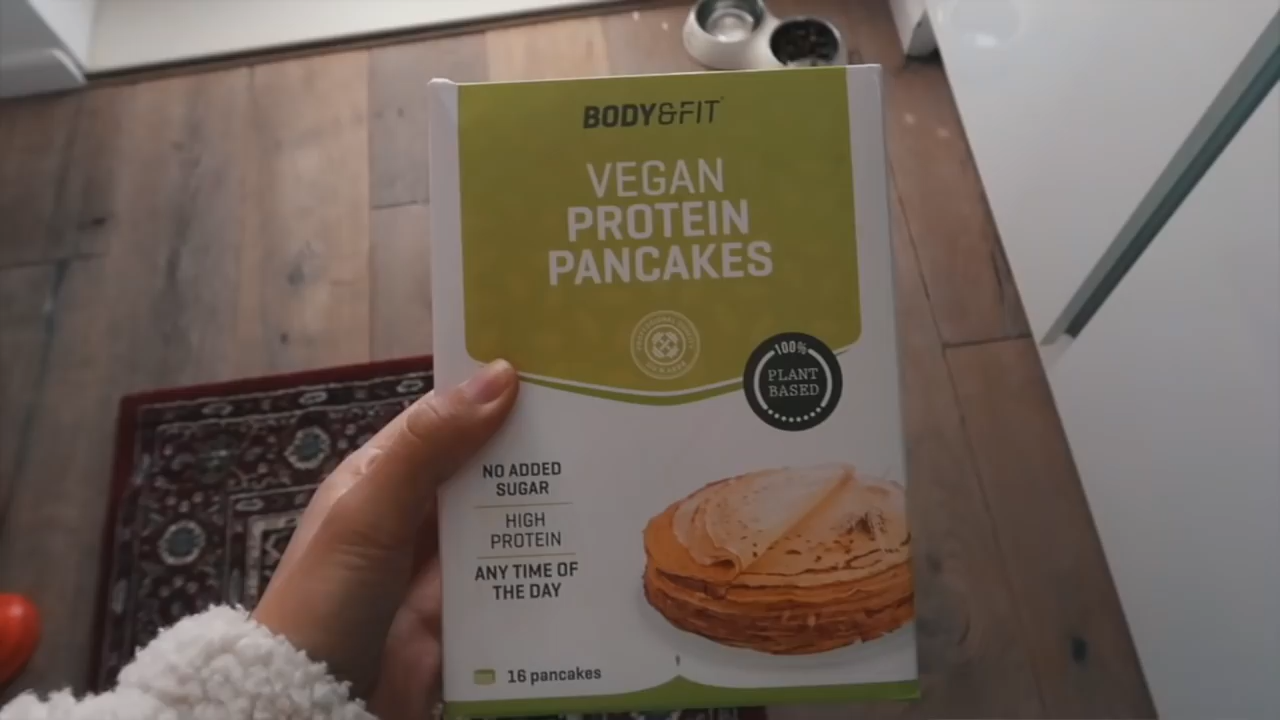 BODY&FIT
VEGAN
PROTEIN
PANCAKES
100%
PLANT
BASED
NO ADDED
SUGAR
HIGH
PROTEIN
ANY TIME OF
THE DAY
16 pancakes